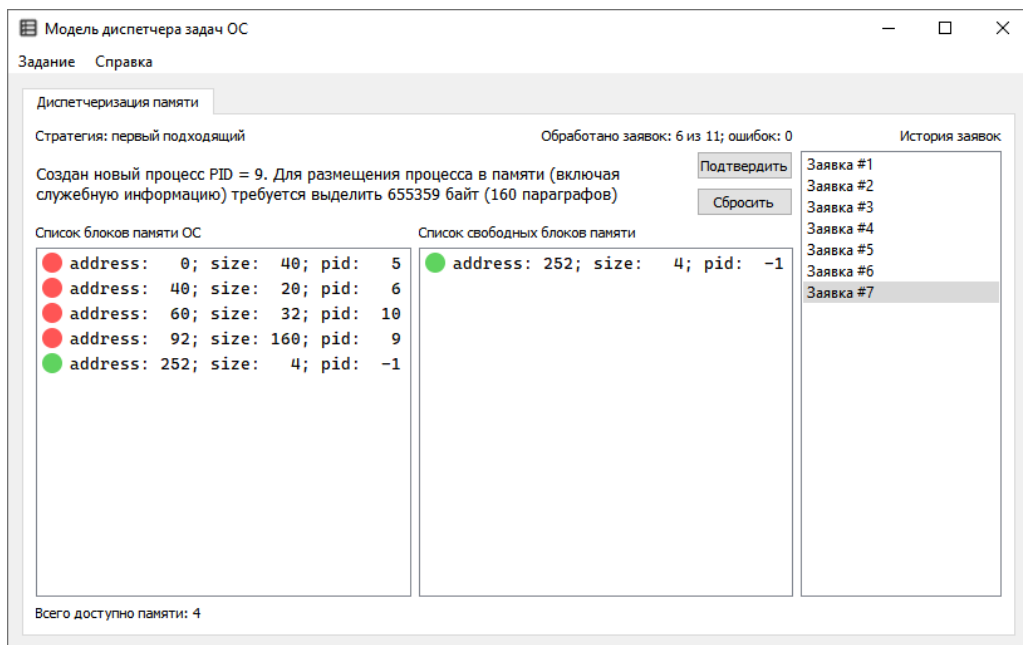 Модель диспетчера задач ОС
Задание Справка
Диспетчеризация памяти
Стратегия: первый подходящий
Обработано заявок: 6 из 11; ошибок: 0
История заявок
Создан новый процесс PID = 9. Для размещения процесса в памяти (включая
служебную информацию) требуется выделить 655359 байт (160 параграфов)
Подтвердить
Сбросить
Список блоков памяти ОС
address: 0; size: 40; pid: 5
address: 40; size: 20; pid: 6
address: 60; size: 32; pid: 10
address: 92; size: 160; pid: 9
address: 252; size: 4; pid: -1
Список свободных блоков памяти
address: 252; size: 4; pid: -1
Заявка #1
Заявка #2
Заявка #3
Заявка #4
Заявка #5
Заявка #6
Заявка #7
Всего доступно памяти: 4